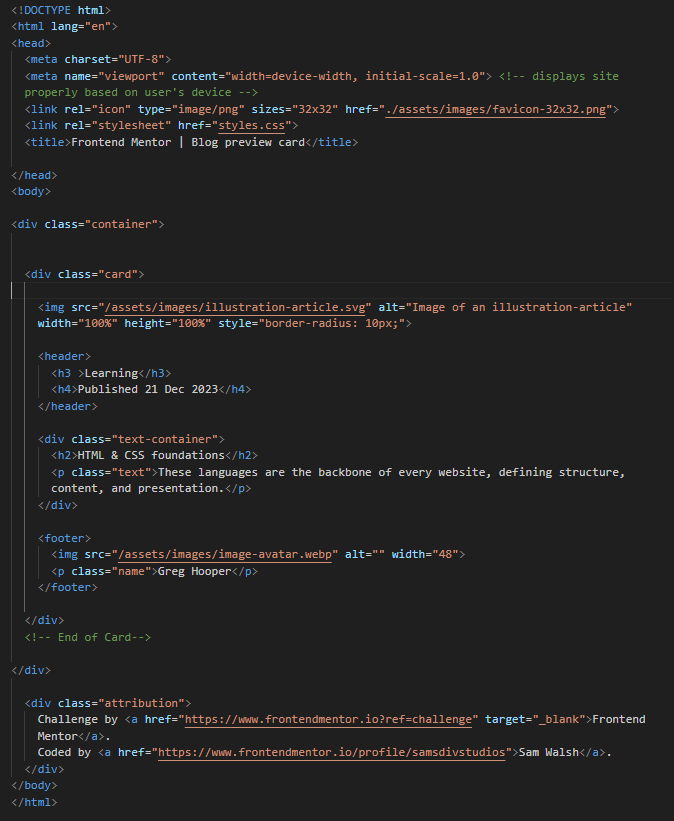 <!DOCTYPE html>
<html lang="en">
<head>
<meta charset="UTF-8">
<meta name="viewport" content="width=device-width, initial-scale=1.0"> <!-- displays site
properly based on user's device -->
<link rel="icon" type="image/png" sizes="32x32" href="./assets/images/favicon-32x32.png">
<link rel="stylesheet" href="styles.css">
<title>Frontend Mentor | Blog preview card</title>
</head>
<body>
<div class="container">
<div class="card">
<img src="/assets/images/illustration-article.svg" alt="Image of an illustration-article"
width="100%" height="100%" style="border-radius: 10px;">
<header>
<h3 >Learning</h3>
<h4>Published 21 Dec 2023</h4>
</header>
<div class="text-container">
<h2>HTML & CSS foundations</h2>
<p class="text">These languages are the backbone of every website, defining structure,
content, and presentation.</p>
</div>
<footer>
<img src="/assets/images/image-avatar.webp" alt="" width="48">
<p class="name">Greg Hooper</p>
</footer>
</div>
<!-- End of Card-->
</div>
<div class="attribution">
Challenge by <a href="https://www.frontendmentor.io?ref=challenge" target="_blank">Frontend
Mentor</a>.
Coded by <a href="https://www.frontendmentor.io/profile/samsdivstudios">Sam Walsh</a>.
</div>
</body>
</html>